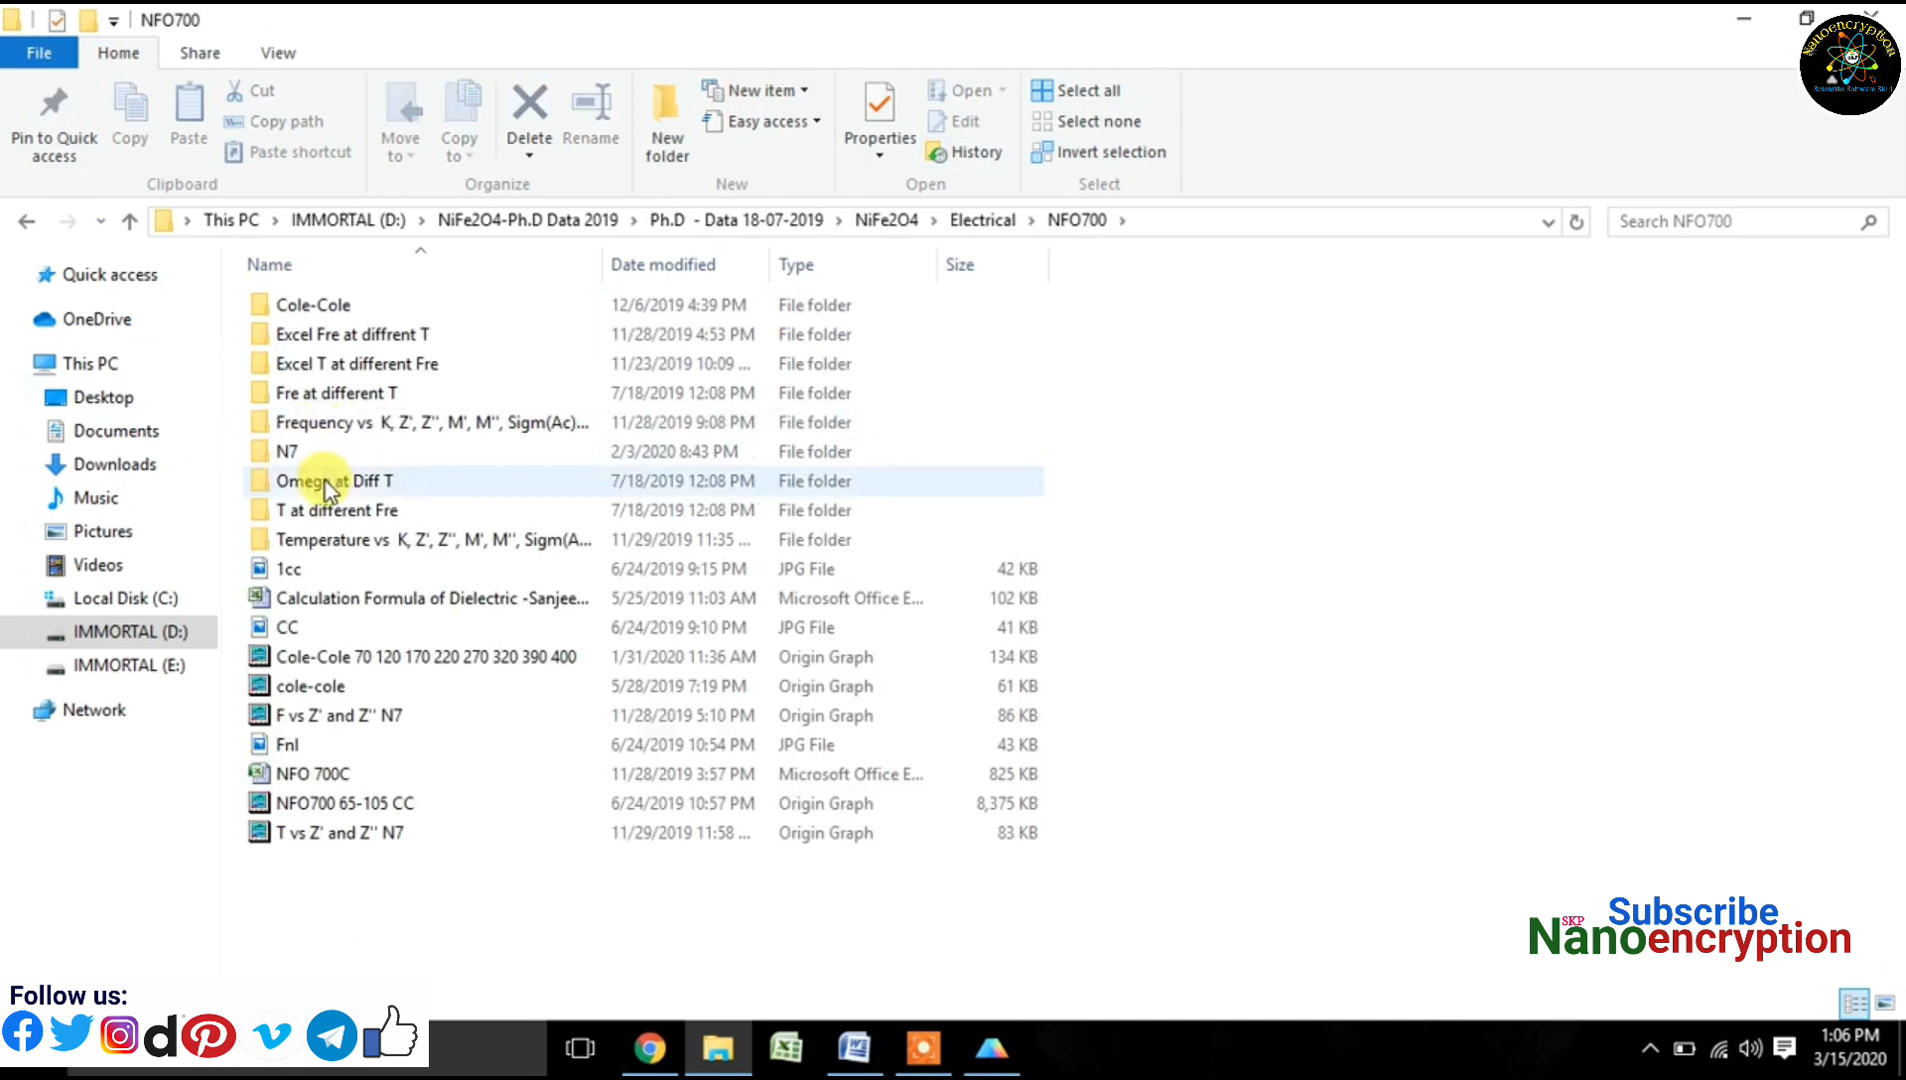 NFO700
Nanoencryption
File Home Share View
Pin to Quick access
Copy
Paste
Cut
Copy path
Paste shortcut
Clipboard
Move to
Copy to
Delete
Rename
Organize
New folder
New item
Easy access
New
Properties
Open
Edit
History
Open
Select all
Select none
Invert selection
Select
This PC > IMMORTAL (D:) > NiFe2O4-Ph.D Data 2019 > Ph.D - Data 18-07-2019 > NiFe2O4 > Electrical > NFO700 >
Search NFO700
Quick access
OneDrive
This PC
Desktop
Documents
Downloads
Music
Pictures
Videos
Local Disk (C:)
IMMORTAL (D:)
IMMORTAL (E:)
Network
Name Date modified Type Size
Cole-Cole 12/6/2019 4:39 PM File folder
Excel Fre at diffrent T 11/28/2019 4:53 PM File folder
Excel T at different Fre 11/23/2019 10:09 ... File folder
Fre at different T 7/18/2019 12:08 PM File folder
Frequency vs K, Z', Z'', M', M'', Sigm(Ac)... 11/28/2019 9:08 PM File folder
N7 2/3/2020 8:43 PM File folder
Omega at Diff T 7/18/2019 12:08 PM File folder
T at different Fre 7/18/2019 12:08 PM File folder
Temperature vs K, Z', Z'', M', M'', Sigm(A... 11/29/2019 11:35 ... File folder
1cc 6/24/2019 9:15 PM JPG File 42 KB
Calculation Formula of Dielectric -Sanjee... 5/25/2019 11:03 AM Microsoft Office E... 102 KB
CC 6/24/2019 9:10 PM JPG File 41 KB
Cole-Cole 70 120 170 220 270 320 390 400 1/31/2020 11:36 AM Origin Graph 134 KB
cole-cole 5/28/2019 7:19 PM Origin Graph 61 KB
F vs Z' and Z'' N7 11/28/2019 5:10 PM Origin Graph 86 KB
Fnl 6/24/2019 10:54 PM JPG File 43 KB
NFO 700C 11/28/2019 3:57 PM Microsoft Office E... 825 KB
NFO700 65-105 CC 6/24/2019 10:57 PM Origin Graph 8,375 KB
T vs Z' and Z'' N7 11/29/2019 11:58 ... Origin Graph 83 KB
Subscribe
SKP
Nanoencryption
Follow us:
1:06 PM
3/15/2020